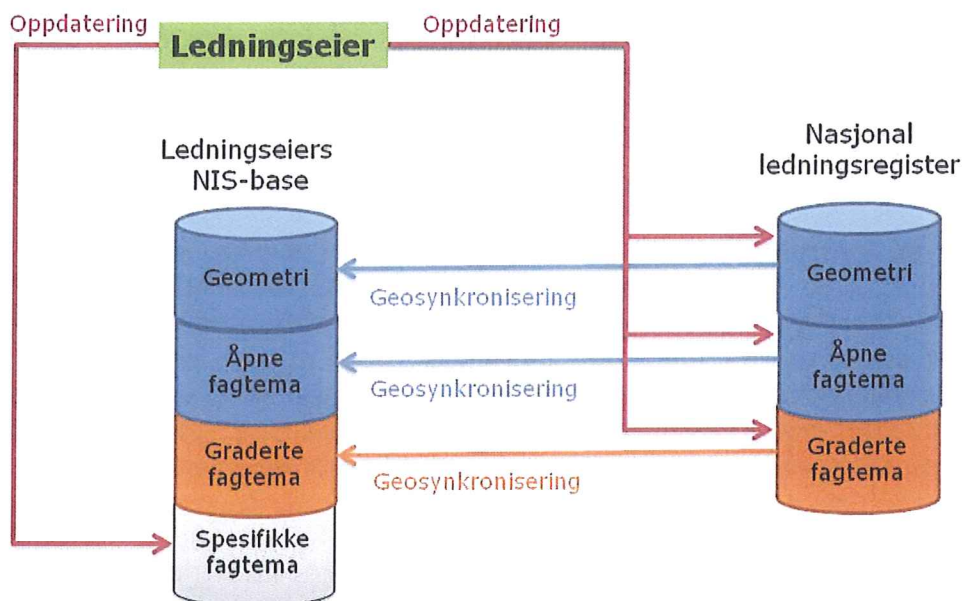 Oppdatering
Ledningseier
Oppdatering
Ledningseiers
NIS-base
Nasjonal
ledningsregister
Geometri
Geosynkronisering
Geometri
Åpne
fagtema
Geosynkronisering
Åpne
fagtema
Graderte
fagtema
Geosynkronisering
Graderte
fagtema
Spesifikke
fagtema